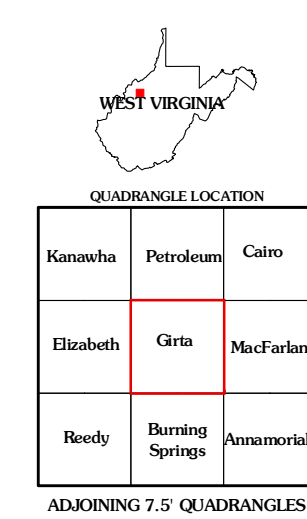 WEST VIRGINIA
QUADRANGLE LOCATION
Kanawha Petroleum Cairo
Elizabeth Girta MacFarlan
Reedy Burning Springs Annamoriah
ADJOINING 7.5' QUADRANGLES